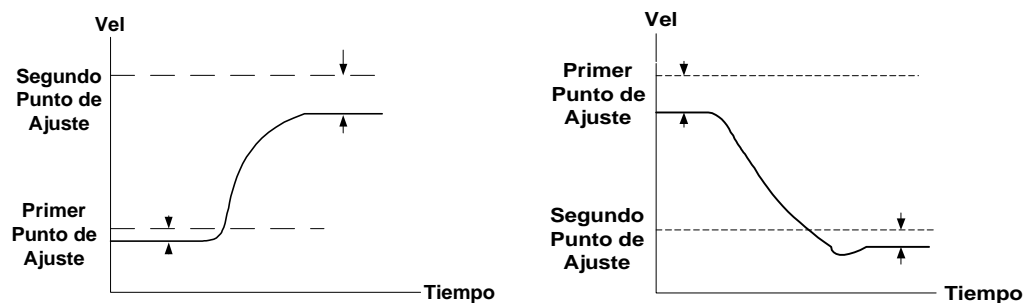 Vel
Segundo
Punto de
Ajuste
Primer
Punto de
Ajuste
Tiempo
Vel
Primer
Punto de
Ajuste
Segundo
Punto de
Ajuste
Tiempo